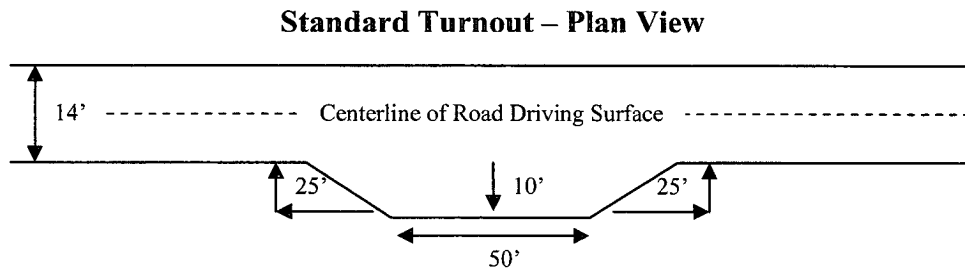 Standard Turnout – Plan View
14’
Centerline of Road Driving Surface
25’
10’
25’
50’